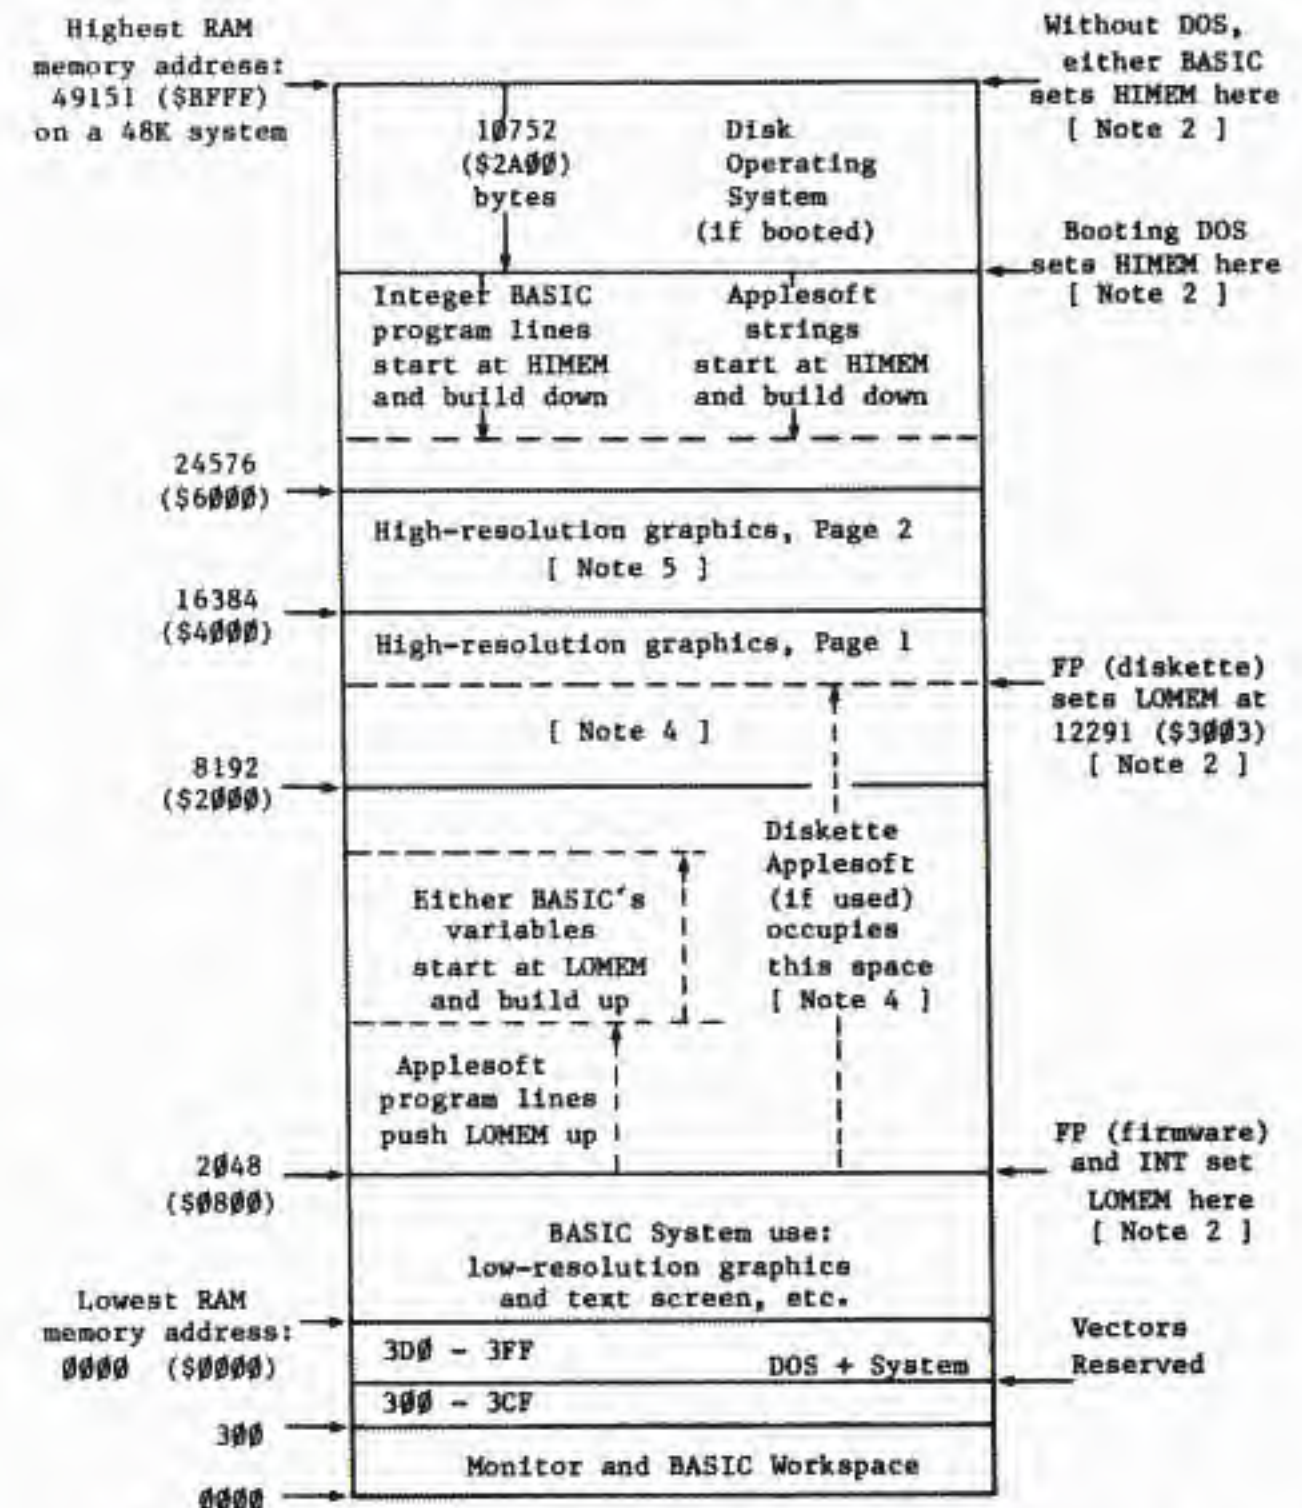 Highest RAM
memory address:
49151 ($BFFF)
on a 48K system
Without DOS,
either BASIC
sets HIMEM here
[ Note 2 ]
10752
($2A00)
bytes
Disk
Operating
System
(if booted)
Booting DOS
sets HIMEM here
[ Note 2 ]
Integer BASIC
program lines
start at HIMEM
and build down
Applesoft
strings
start at HIMEM
and build down
24576
($6000)
High-resolution graphics, Page 2
[ Note 5 ]
16384
($4000)
High-resolution graphics, Page 1
FP (diskette)
sets LOMEM at
12291 ($3003)
[ Note 2 ]
[ Note 4 ]
8192
($2000)
Diskette
Applesoft
(if used)
occupies
this space
[ Note 4 ]
Either BASIC's
variables
start at LOMEM
and build up
Applesoft
program lines
push LOMEM up
2048
($0800)
FP (firmware)
and INT set
LOMEM here
[ Note 2 ]
BASIC System use:
low-resolution graphics
and text screen, etc.
Lowest RAM
memory address:
0000 ($0000)
3D0 - 3FF
DOS + System
Vectors
Reserved
300 - 3CF
300
Monitor and BASIC Workspace
0000